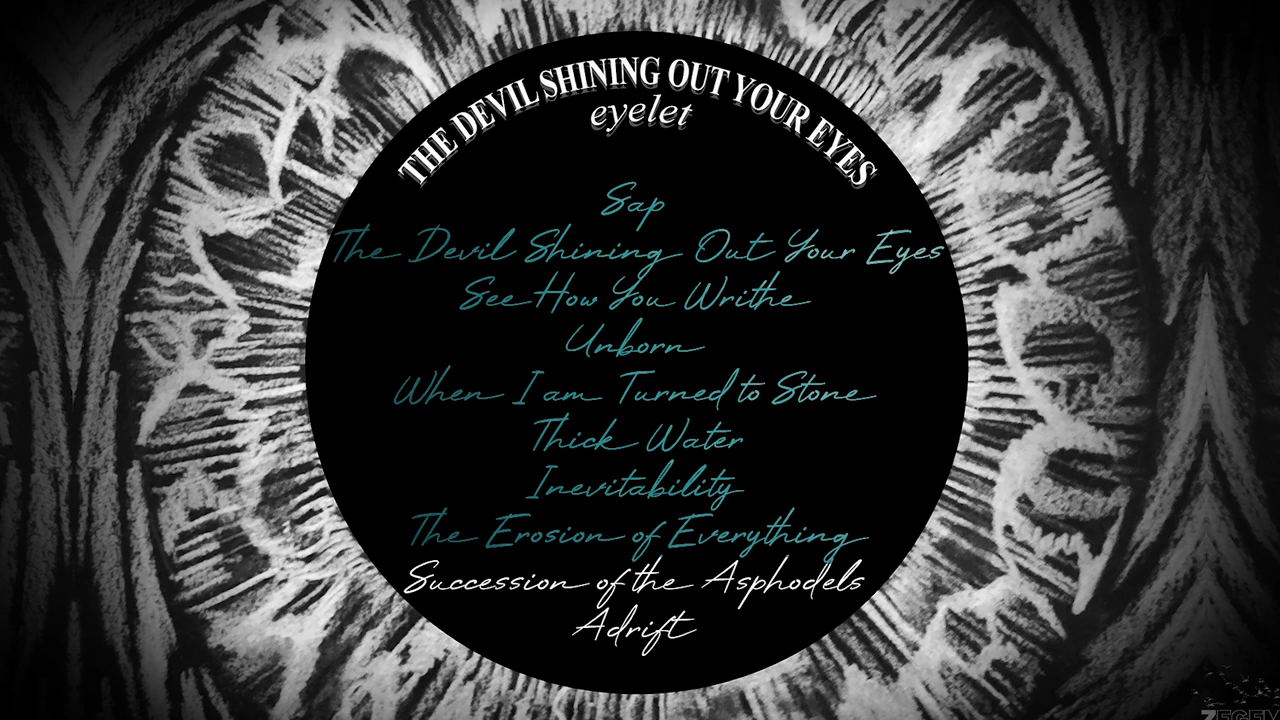 THE DEVIL SHINING OUT YOUR EYES
eyelet
Sap
The Devil Shining Out Your Eyes
See How You Writhe
Unborn
When I am Turned to Stone
Thick Water
Inevitability
The Erosion of Everything
Succession of the Asphodels
Adrift